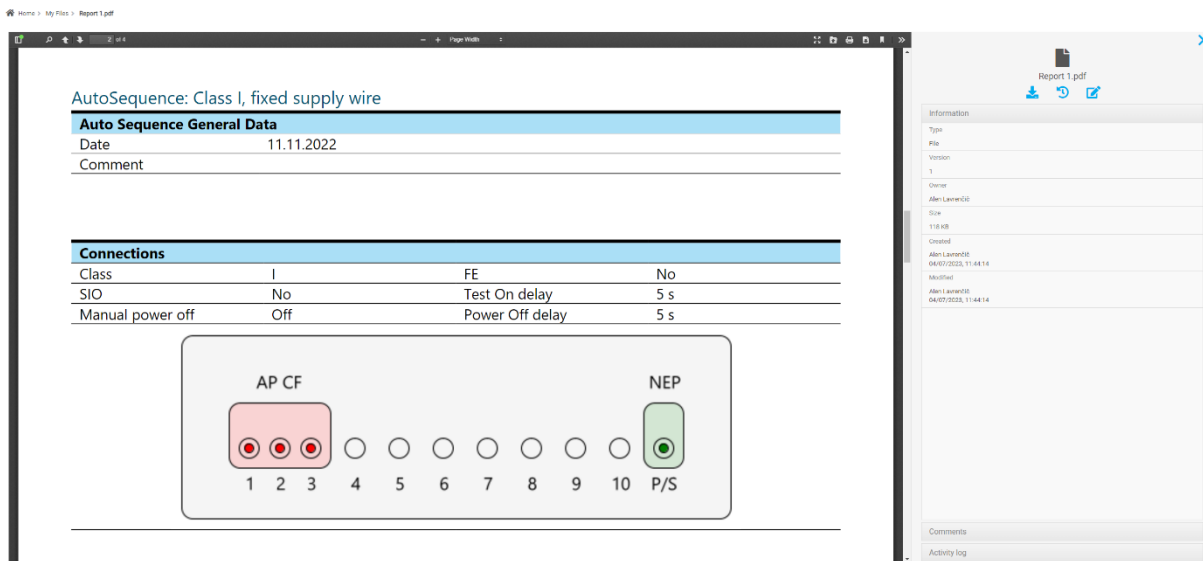 Home > My Files > Report 1.pdf
2 of 4
− + Page Width
AutoSequence: Class I, fixed supply wire
Auto Sequence General Data
Date 11.11.2022
Comment
Connections
Class I FE No
SIO No Test On delay 5 s
Manual power off Off Power Off delay 5 s
AP CF NEP
1 2 3 4 5 6 7 8 9 10 P/S
Report 1.pdf
Information
Type
File
Version
1
Owner
Alen Lavrenčič
Size
118 KB
Created
Alen Lavrenčič
04/07/2023, 11:44:14
Modified
Alen Lavrenčič
04/07/2023, 11:44:14
Comments
Activity log